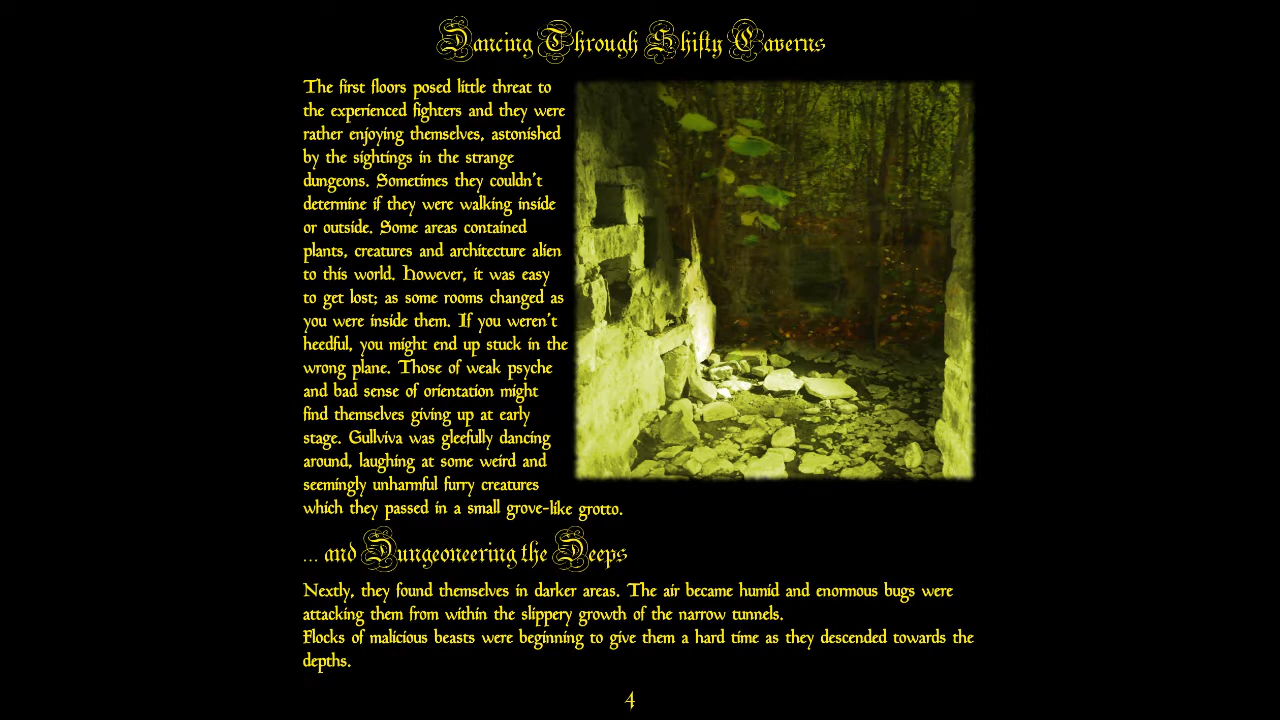 Dancing Through Shifty Caverns
The first floors posed little threat to
the experienced fighters and they were
rather enjoying themselves, astonished
by the sightings in the strange
dungeons. Sometimes they couldn't
determine if they were walking inside
or outside. Some areas contained
plants, creatures and architecture alien
to this world. However, it was easy
to get lost; as some rooms changed as
you were inside them. If you weren't
heedful, you might end up stuck in the
wrong plane. Those of weak psyche
and bad sense of orientation might
find themselves giving up at early
stage. Gullviva was gleefully dancing
around, laughing at some weird and
seemingly unharmful furry creatures
which they passed in a small grove-like grotto.
... and Dungeoneering the Deeps
Nextly, they found themselves in darker areas. The air became humid and enormous bugs were
attacking them from within the slippery growth of the narrow tunnels.
Flocks of malicious beasts were beginning to give them a hard time as they descended towards the
depths.
4